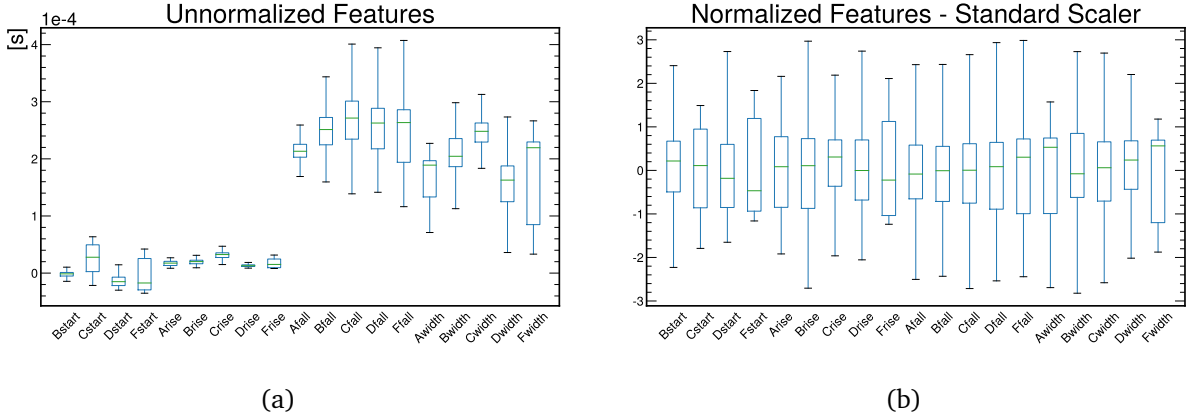 Unnormalized Features
1e-4
[s]
4
3
2
1
0
Bstart
Cstart
Dstart
Fstart
Arise
Brise
Crise
Drise
Frise
Afall
Bfall
Cfall
Dfall
Ffall
Awidth
Bwidth
Cwidth
Dwidth
Fwidth
(a)
Normalized Features - Standard Scaler
3
2
1
0
-1
-2
-3
Bstart
Cstart
Dstart
Fstart
Arise
Brise
Crise
Drise
Frise
Afall
Bfall
Cfall
Dfall
Ffall
Awidth
Bwidth
Cwidth
Dwidth
Fwidth
(b)